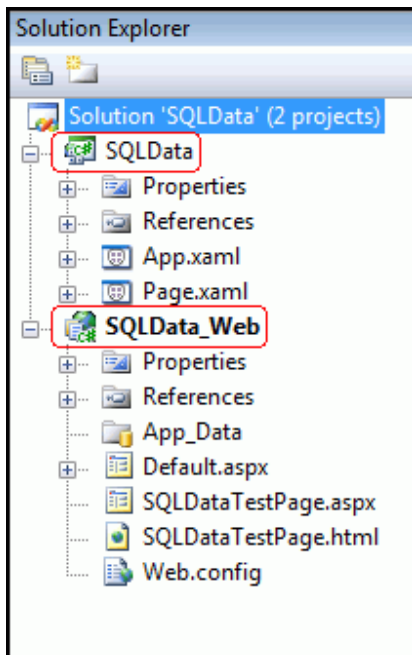 Solution Explorer
Solution 'SQLData' (2 projects)
SQLData
Properties
References
App.xaml
Page.xaml
SQLData_Web
Properties
References
App_Data
Default.aspx
SQLDataTestPage.aspx
SQLDataTestPage.html
Web.config